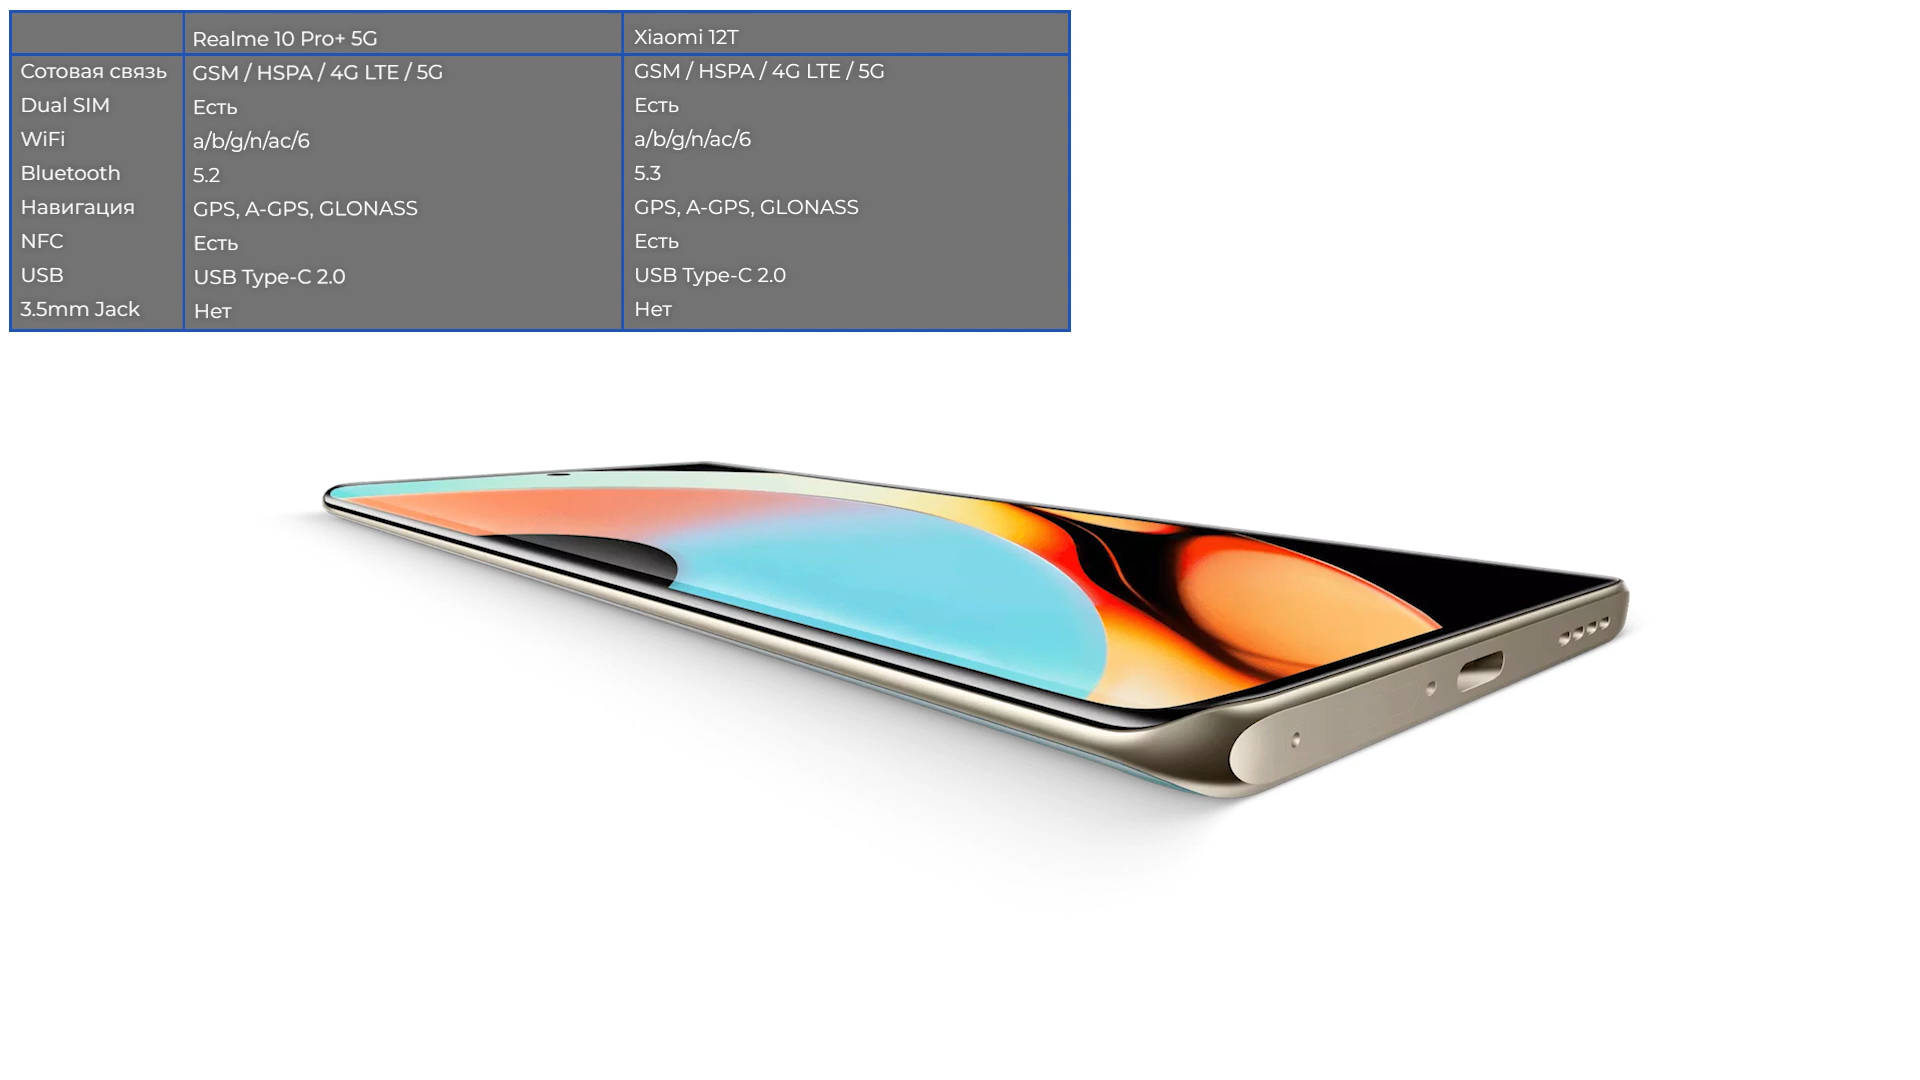 Realme 10 Pro+ 5G Xiaomi 12T
Сотовая связь GSM / HSPA / 4G LTE / 5G GSM / HSPA / 4G LTE / 5G
Dual SIM Есть Есть
WiFi a/b/g/n/ac/6 a/b/g/n/ac/6
Bluetooth 5.2 5.3
Навигация GPS, A-GPS, GLONASS GPS, A-GPS, GLONASS
NFC Есть Есть
USB USB Type-C 2.0 USB Type-C 2.0
3.5mm Jack Нет Нет